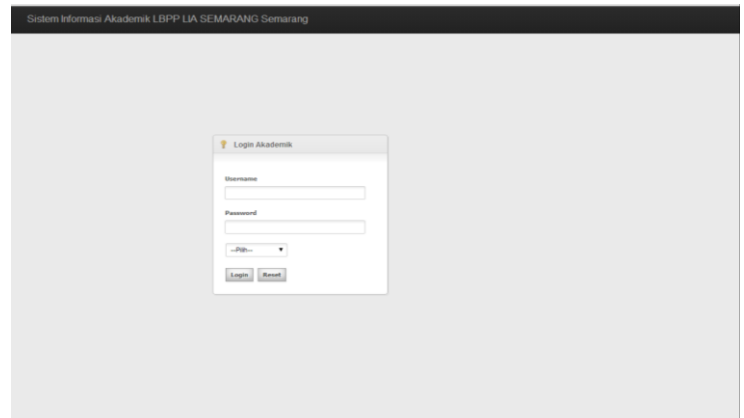 Sistem Informasi Akademik LBPP LIA SEMARANG Semarang
Login Akademik
Username
Password
--Pilih--
Login Reset